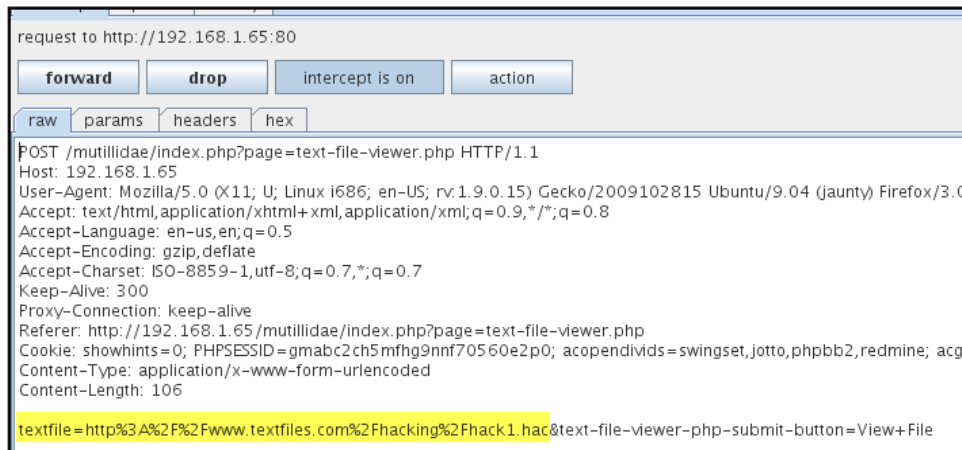 request to http://192.168.1.65:80
forward drop intercept is on action
raw params headers hex
POST /mutillidae/index.php?page=text-file-viewer.php HTTP/1.1
Host: 192.168.1.65
User-Agent: Mozilla/5.0 (X11; U; Linux i686; en-US; rv:1.9.0.15) Gecko/2009102815 Ubuntu/9.04 (jaunty) Firefox/3.0
Accept: text/html,application/xhtml+xml,application/xml;q=0.9,*/*;q=0.8
Accept-Language: en-us,en;q=0.5
Accept-Encoding: gzip,deflate
Accept-Charset: ISO-8859-1,utf-8;q=0.7,*;q=0.7
Keep-Alive: 300
Proxy-Connection: keep-alive
Referer: http://192.168.1.65/mutillidae/index.php?page=text-file-viewer.php
Cookie: showhints=0; PHPSESSID=gmabc2ch5mfhg9nnf70560e2p0; acopendivids=swingset,jotto,phpbb2,redmine; acg
Content-Type: application/x-www-form-urlencoded
Content-Length: 106
textfile=http%3A%2F%2Fwww.textfiles.com%2Fhacking%2Fhack1.hac&text-file-viewer-php-submit-button=View+File